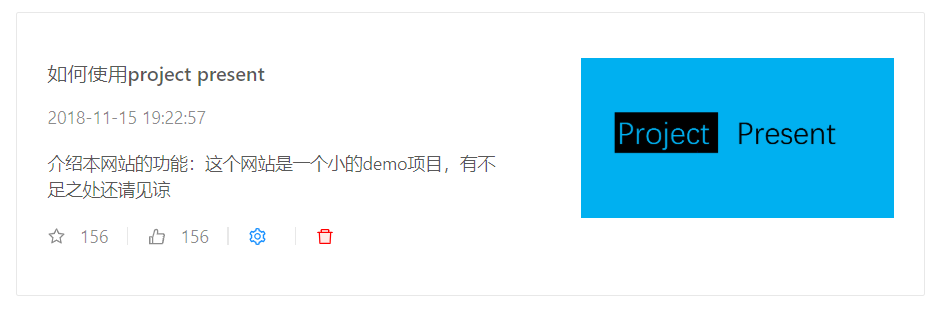 如何使用project present
2018-11-15 19:22:57
介绍本网站的功能：这个网站是一个小的demo项目，有不
足之处还请见谅
156 156
Project Present